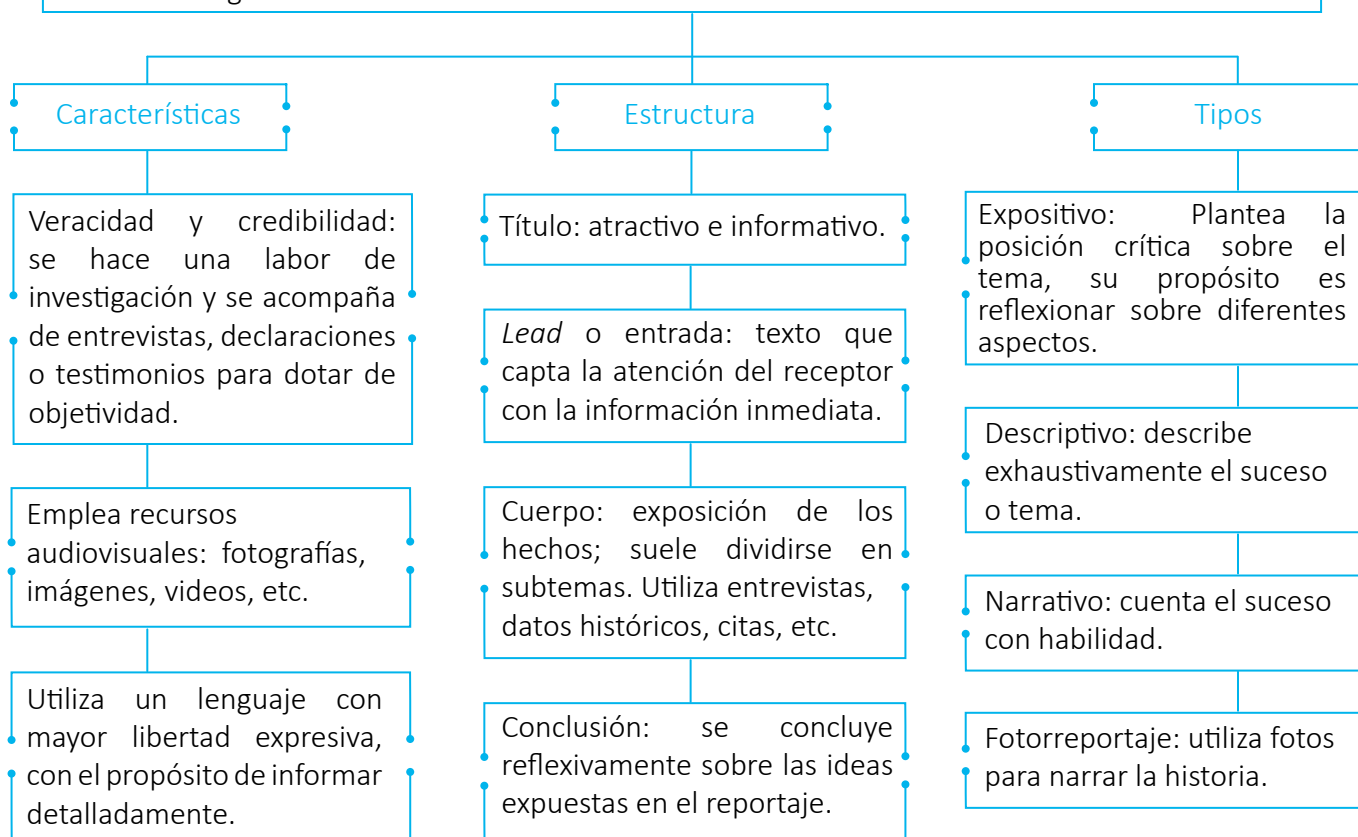 Características
Veracidad y credibilidad:
se hace una labor de
investigación y se acompaña
de entrevistas, declaraciones
o testimonios para dotar de
objetividad.
Emplea recursos
audiovisuales: fotografías,
imágenes, videos, etc.
Utiliza un lenguaje con
mayor libertad expresiva,
con el propósito de informar
detalladamente.
Estructura
Título: atractivo e informativo.
Lead o entrada: texto que
capta la atención del receptor
con la información inmediata.
Cuerpo: exposición de los
hechos; suele dividirse en
subtemas. Utiliza entrevistas,
datos históricos, citas, etc.
Conclusión: se concluye
reflexivamente sobre las ideas
expuestas en el reportaje.
Tipos
Expositivo: Plantea la
posición crítica sobre el
tema, su propósito es
reflexionar sobre diferentes
aspectos.
Descriptivo: describe
exhaustivamente el suceso
o tema.
Narrativo: cuenta el suceso
con habilidad.
Fotorreportaje: utiliza fotos
para narrar la historia.